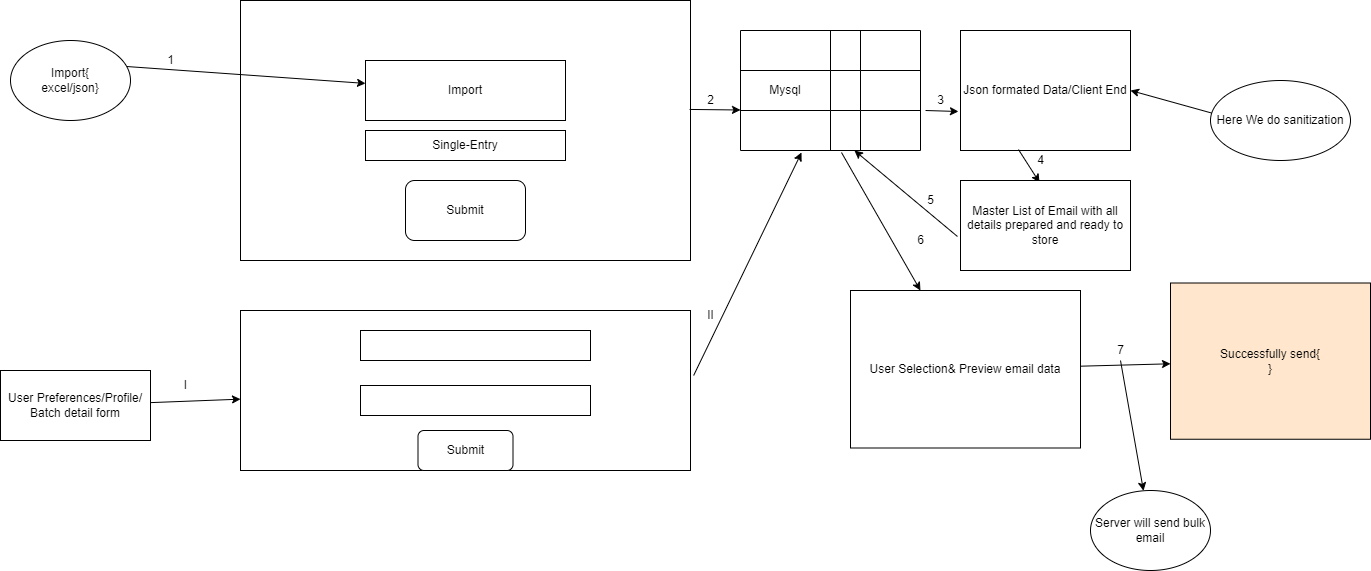 Import{
excel/json}
1
Import
Single-Entry
Submit
2
Mysql
3
Json formated Data/Client End
Here We do sanitization
4
Master List of Email with all
details prepared and ready to
store
5
6
User Preferences/Profile/
Batch detail form
I
Submit
II
User Selection& Preview email data
7
Successfully send{
}
Server will send bulk
email